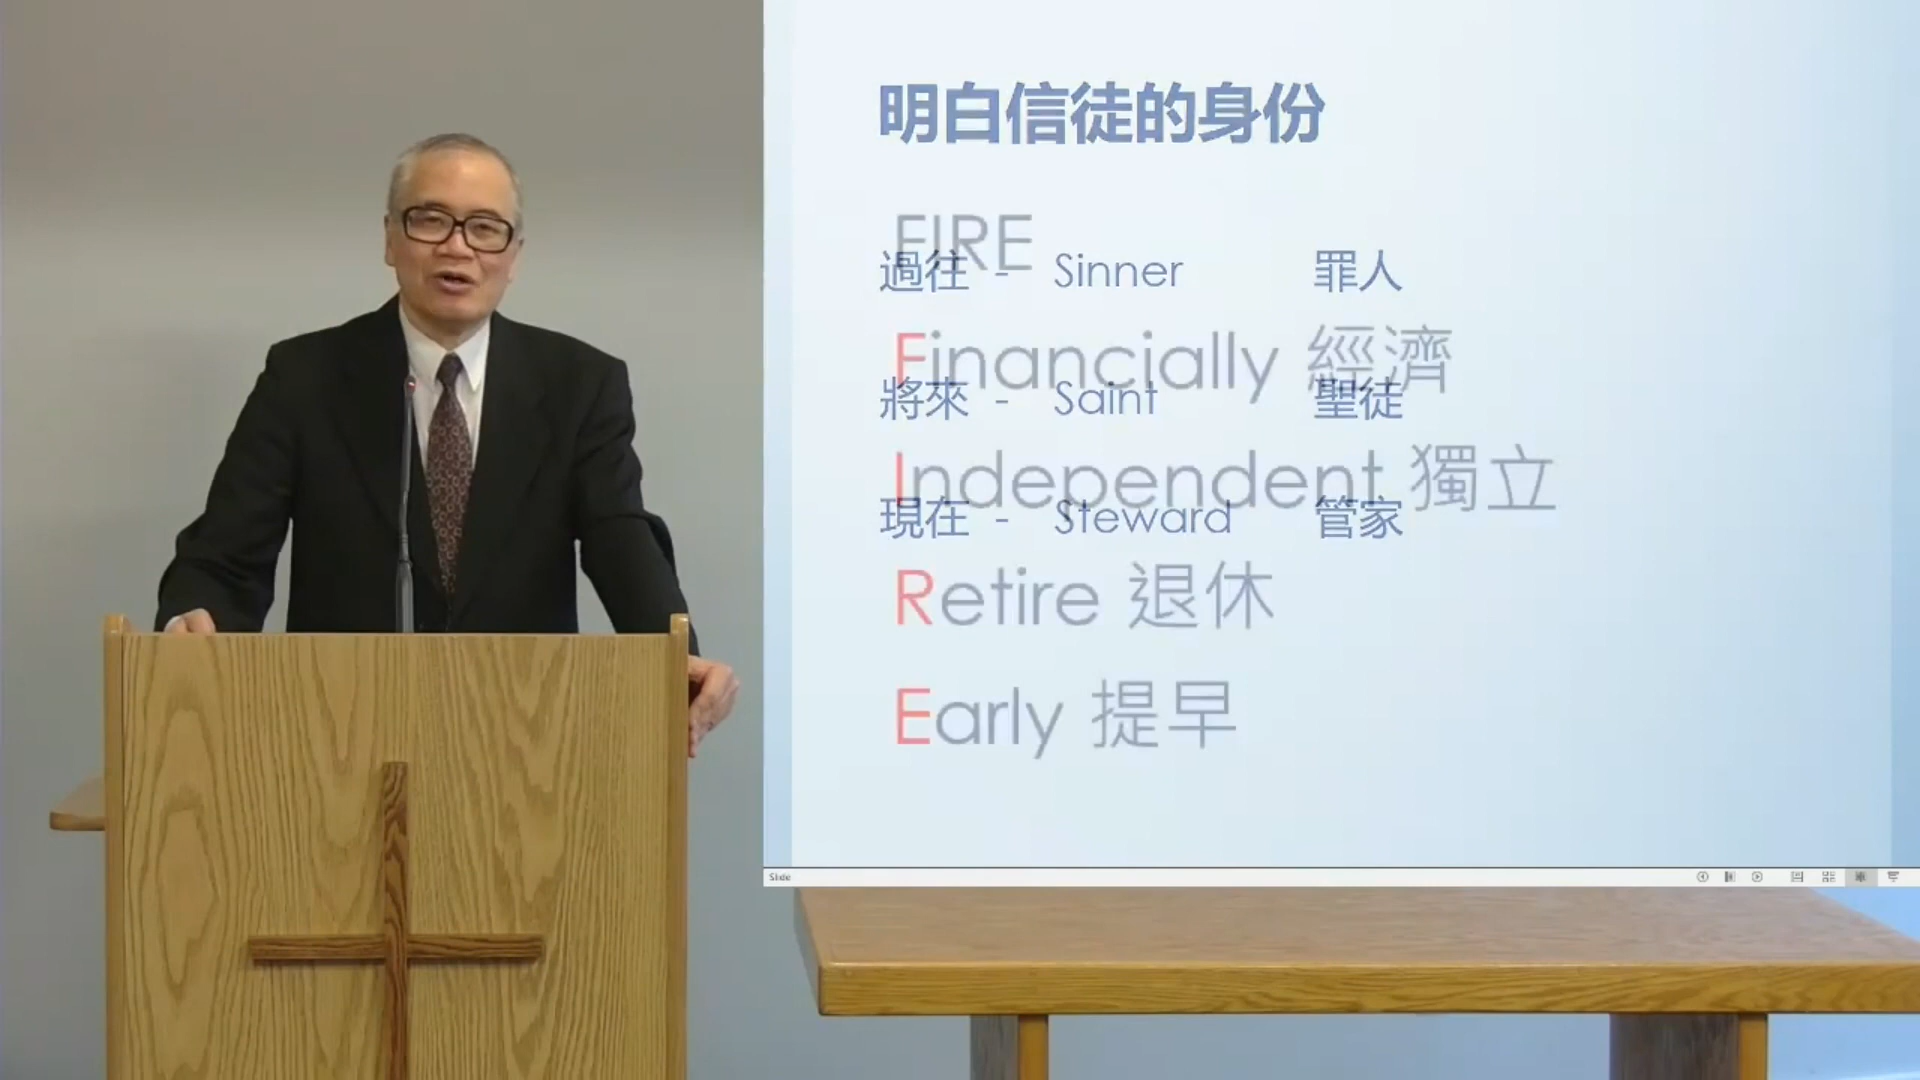 明白信徒的身份
FIRE
過往 - Sinner 罪人
Financially 經濟
將來 - Saint 聖徒
Independent 獨立
現在 - Steward 管家
Retire 退休
Early 提早
Slide